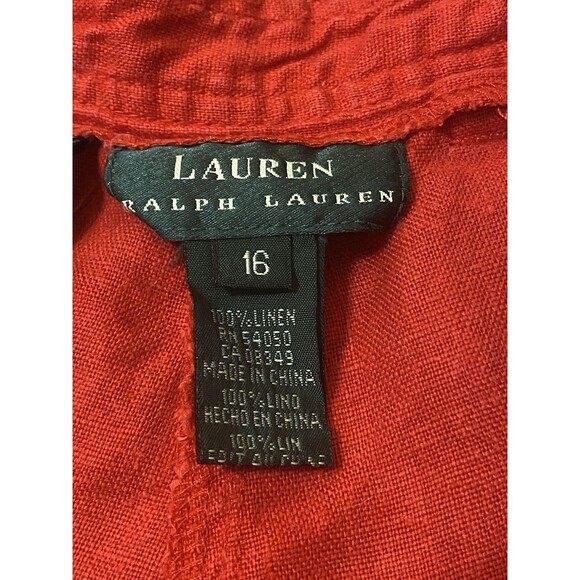 LAUREN
RALPH LAUREN
16
100% LINEN
RN 54050
CA 08349
MADE IN CHINA
100% LINO
HECHO EN CHINA
100% LIN